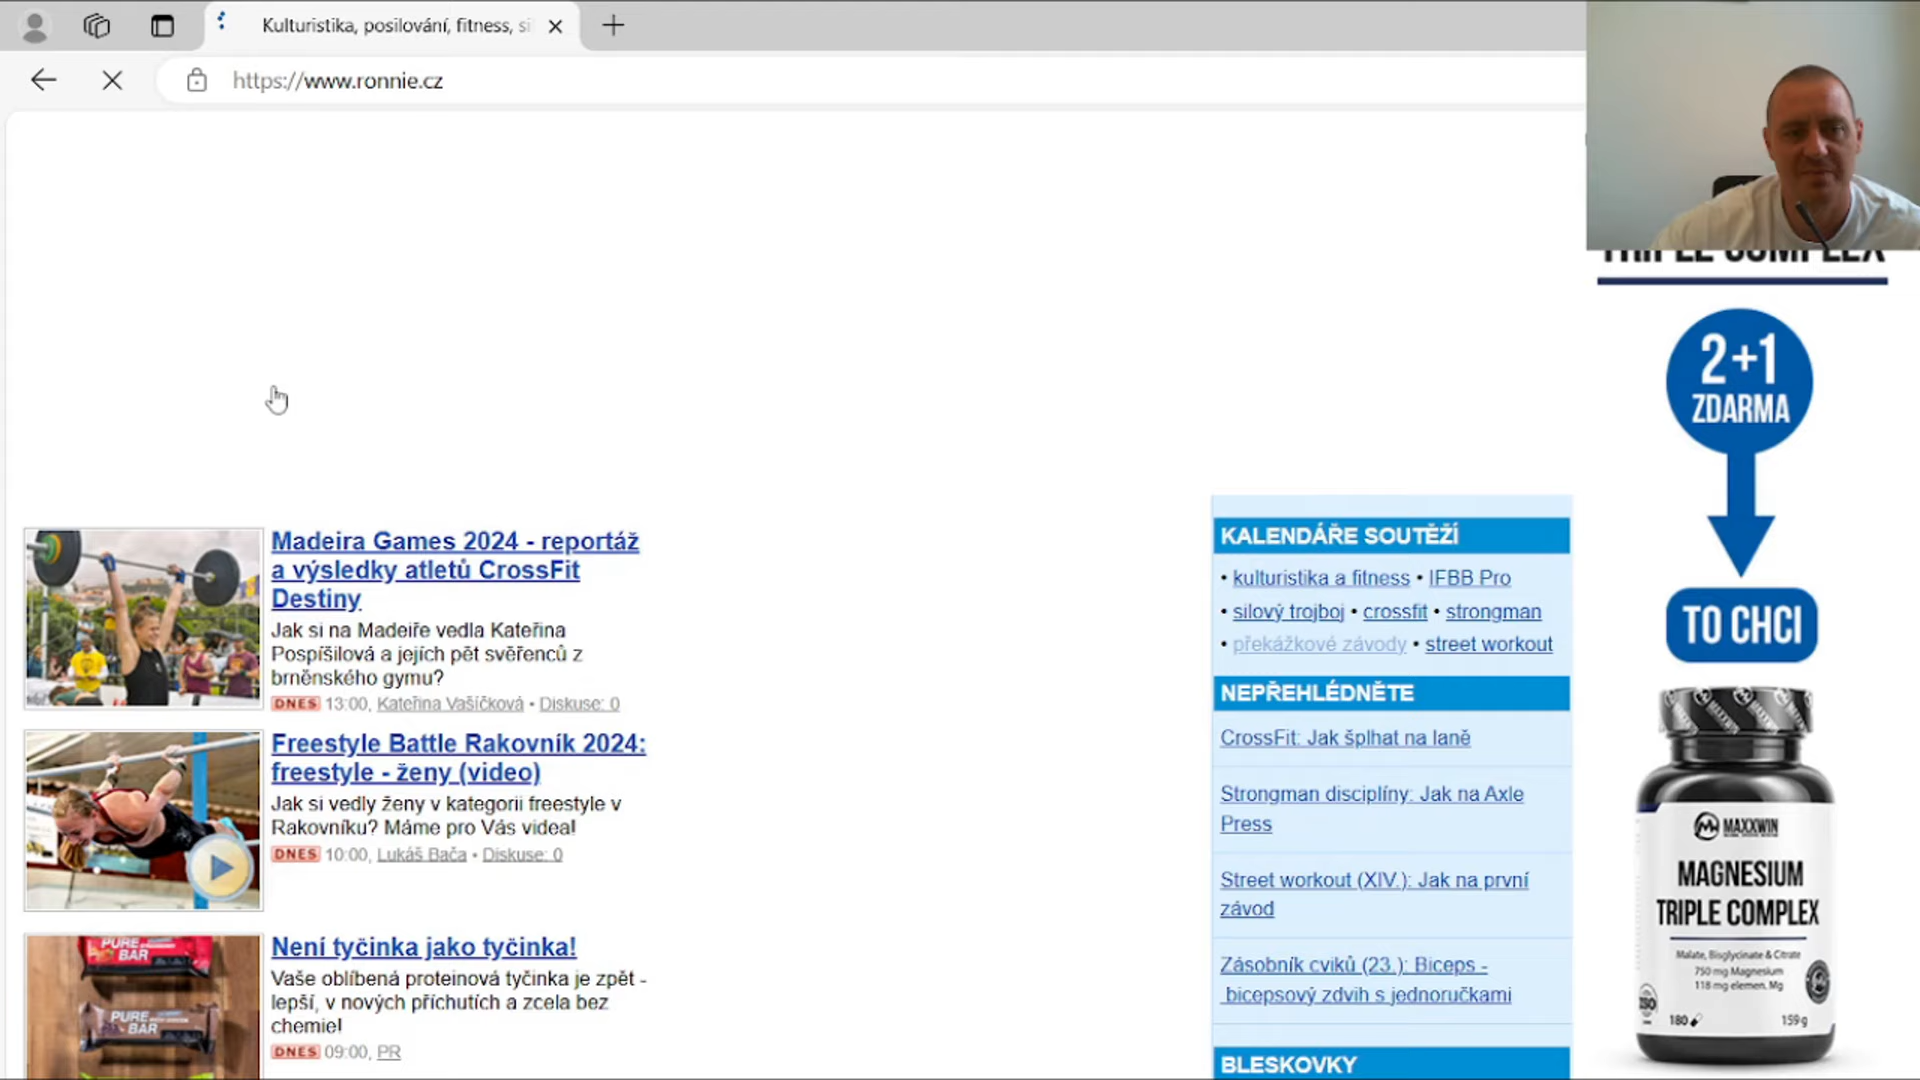 Kulturistika, posilování, fitness, si
https://www.ronnie.cz
TRIPLE COMPLEX
2+1
ZDARMA
TO CHCI
Madeira Games 2024 - reportáž
a výsledky atletů CrossFit
Destiny
Jak si na Madeiře vedla Kateřina
Pospíšilová a jejích pět svěřenců z
brněnského gymu?
DNES 13:00, Kateřina Vašíčková • Diskuse: 0
Freestyle Battle Rakovník 2024:
freestyle - ženy (video)
Jak si vedly ženy v kategorii freestyle v
Rakovníku? Máme pro Vás videa!
DNES 10:00, Lukáš Bača • Diskuse: 0
PURE
BAR
PURE
BAR
Není tyčinka jako tyčinka!
Vaše oblíbená proteinová tyčinka je zpět -
lepší, v nových příchutích a zcela bez
chemie!
DNES 09:00, PR
KALENDÁŘE SOUTĚŽÍ
• kulturistika a fitness • IFBB Pro
• silový trojboj • crossfit • strongman
• překážkové závody • street workout
NEPŘEHLÉDNĚTE
CrossFit: Jak šplhat na laně
Strongman disciplíny: Jak na Axle
Press
Street workout (XIV.): Jak na první
závod
Zásobník cviků (23.): Biceps -
bicepsový zdvih s jednoručkami
BLESKOVKY
MAXXWIN
MAGNESIUM
TRIPLE COMPLEX
Malate, Bisglycinate & Citrate
750 mg Magnesium
118 mg elemen. Mg
ISO
180
159 g